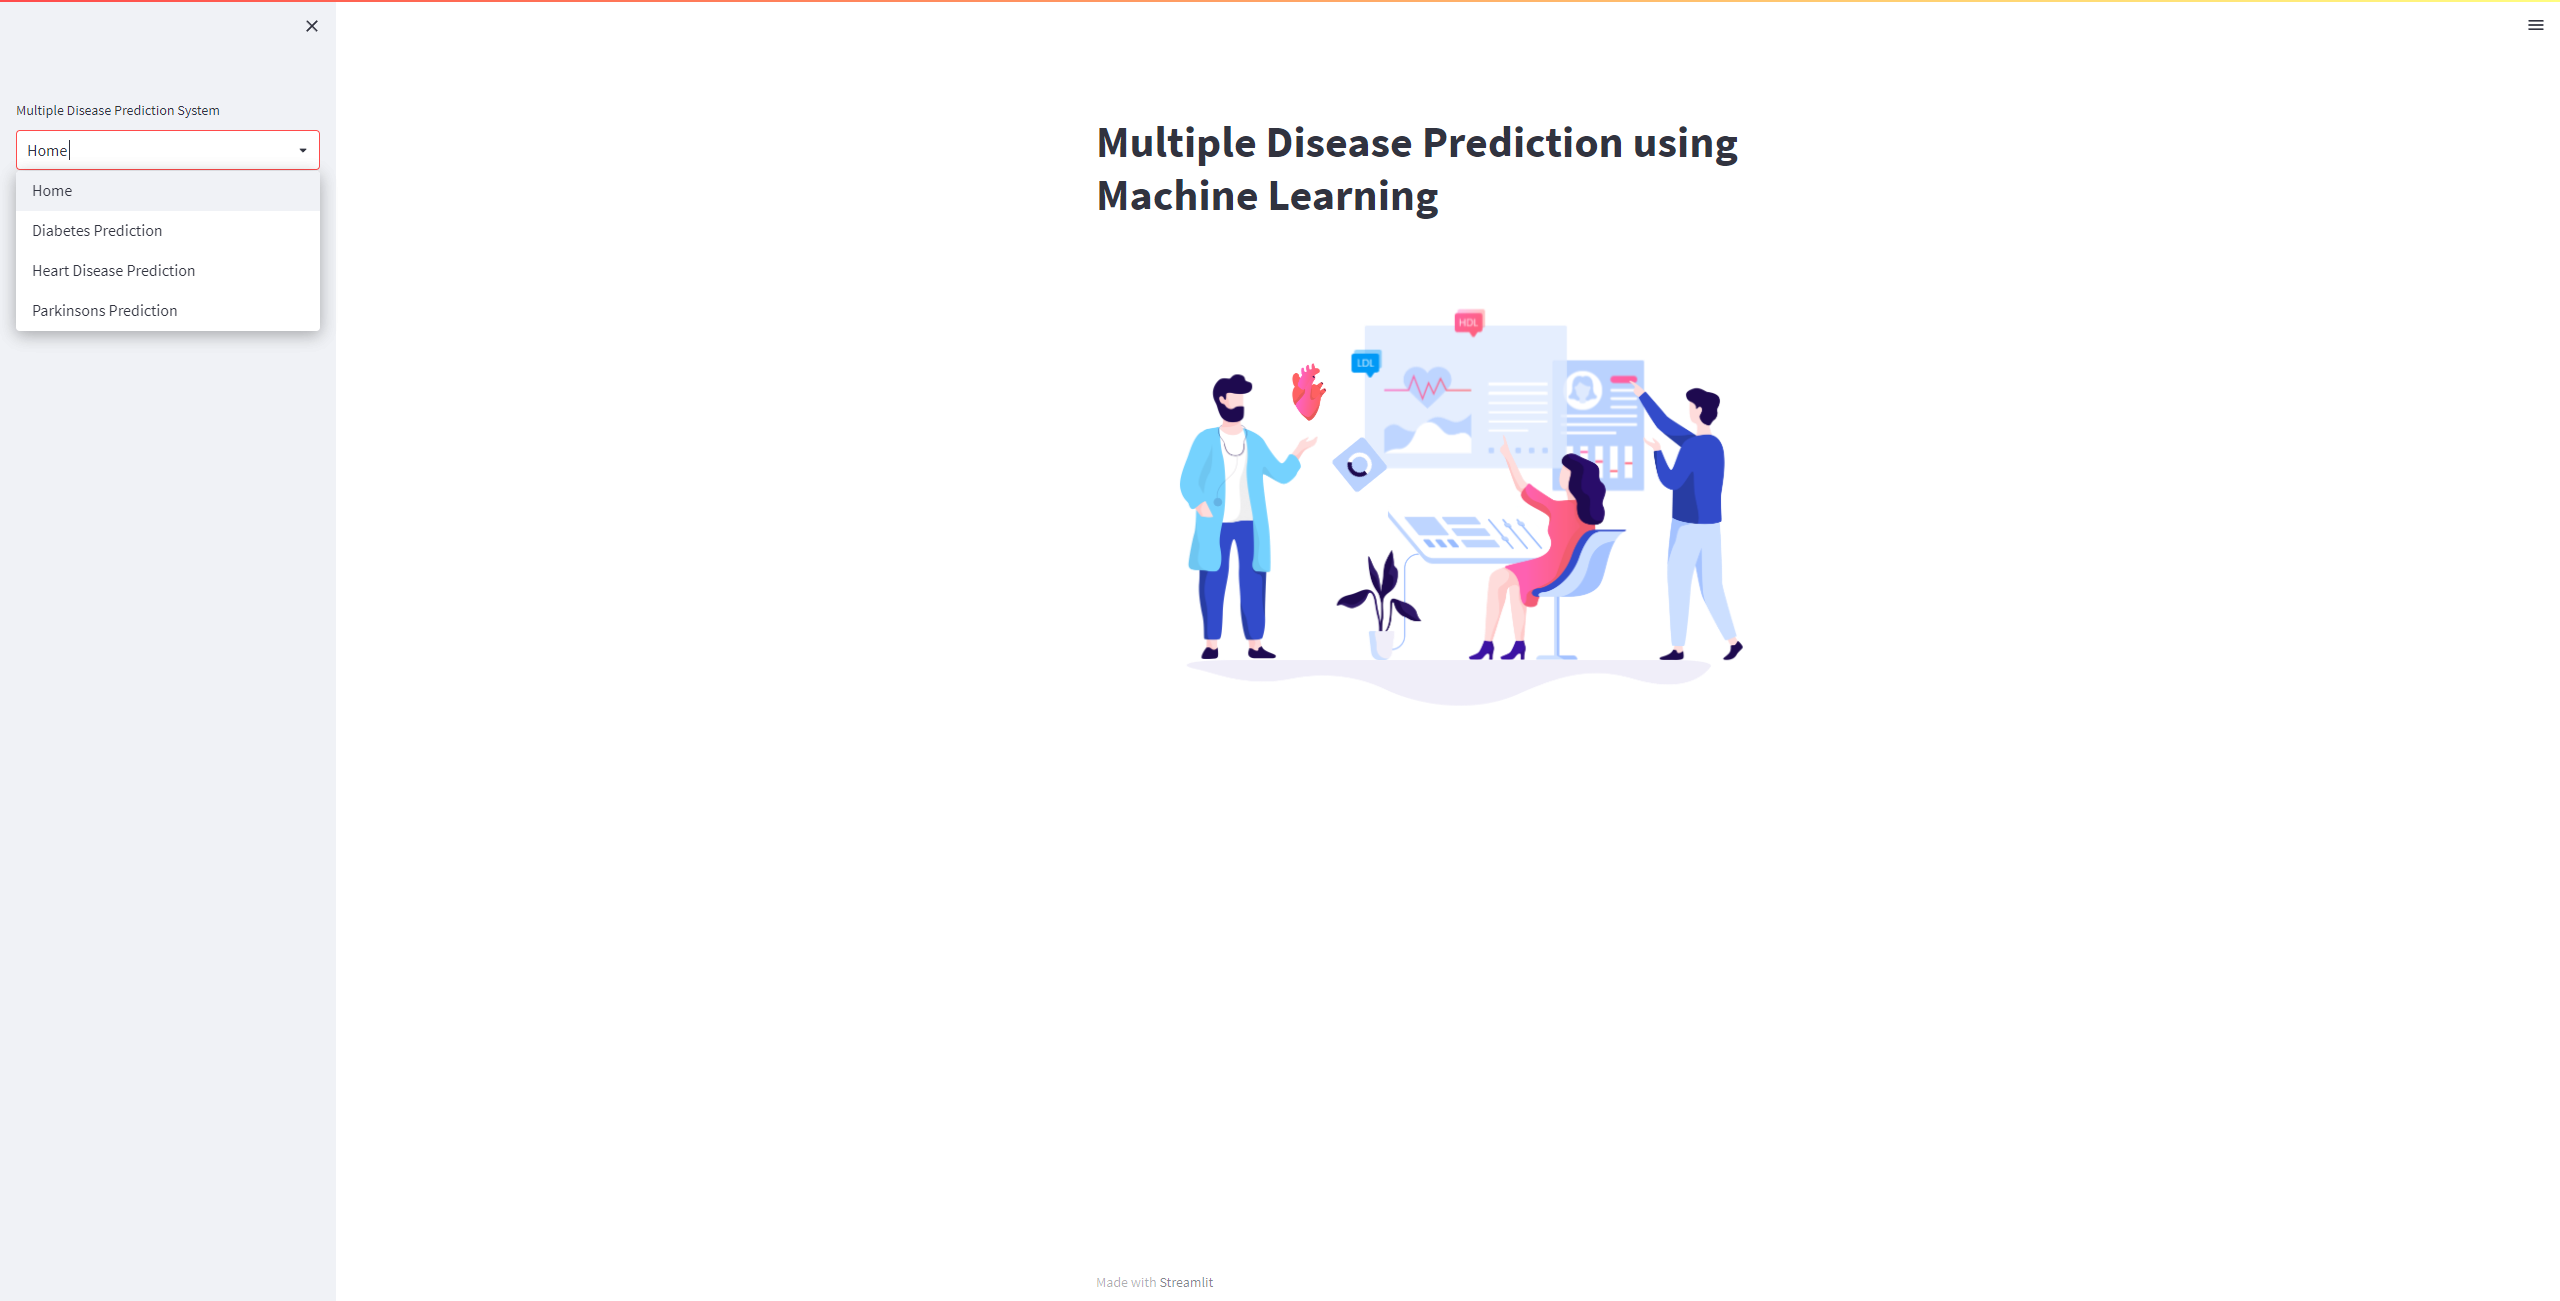 Multiple Disease Prediction System
Home
Home
Diabetes Prediction
Heart Disease Prediction
Parkinsons Prediction
Multiple Disease Prediction using
Machine Learning
HDL
LDL
Made with Streamlit